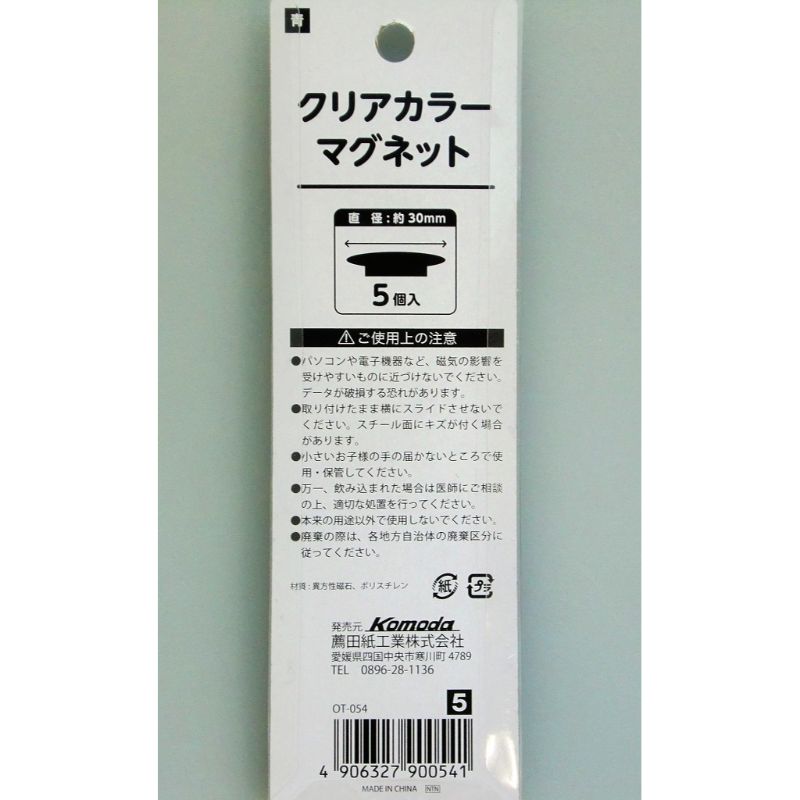 青
クリアカラー
マグネット
直 径:約30mm
5個入
⚠ご使用上の注意
●パソコンや電子機器など、磁気の影響を
受けやすいものに近づけないでください。
データが破損する恐れがあります。
●取り付けたまま横にスライドさせないで
ください。スチール面にキズが付く場合
があります。
●小さいお子様の手の届かないところで使
用・保管してください。
●万一、飲み込まれた場合は医師にご相談
の上、適切な処置を行ってください。
●本来の用途以外で使用しないでください。
●廃棄の際は、各地方自治体の廃棄区分に
従ってください。
材質:異方性磁石、ポリスチレン
紙 プラ
発売元 Komoda
薦田紙工業株式会社
愛媛県四国中央市寒川町4789
TEL 0896-28-1136
OT-054
5
4 906327 900541
MADE IN CHINA NTN